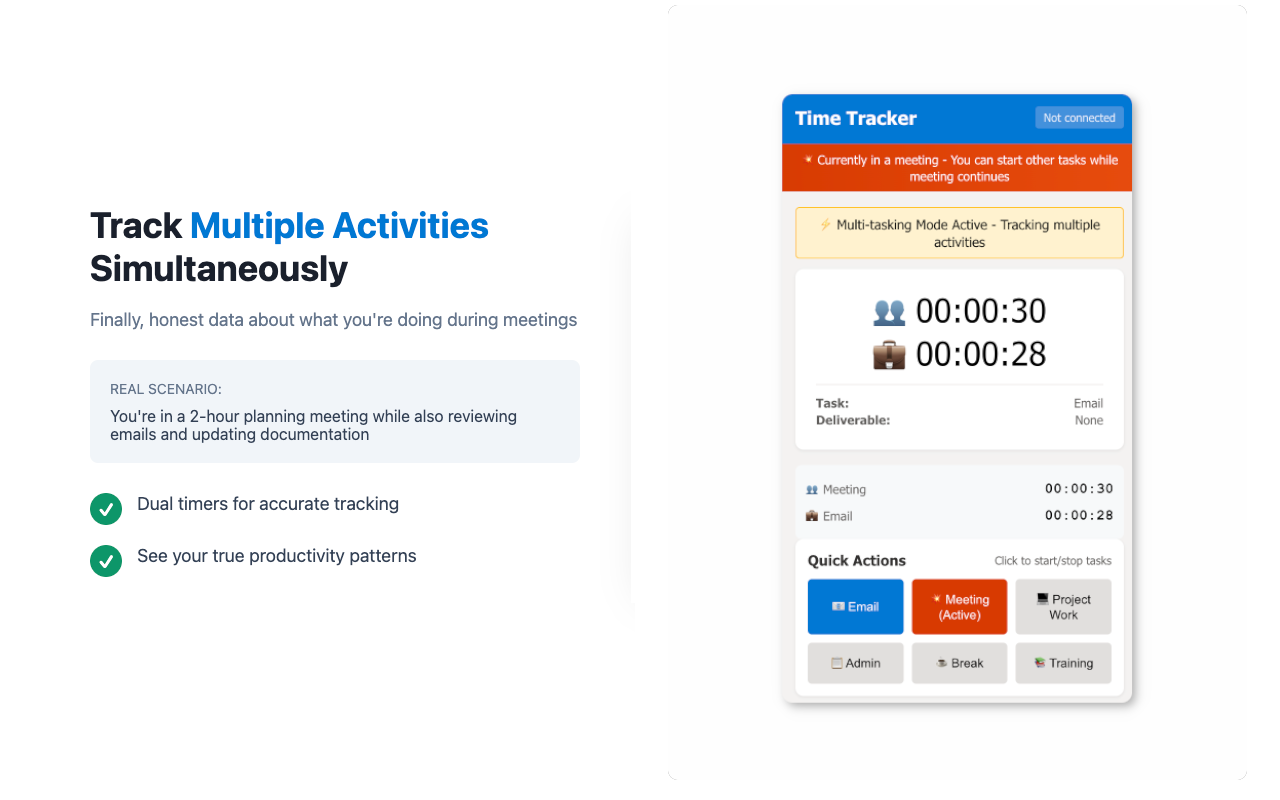 Track Multiple Activities
Simultaneously
Finally, honest data about what you're doing during meetings
REAL SCENARIO:
You're in a 2-hour planning meeting while also reviewing
emails and updating documentation
Dual timers for accurate tracking
See your true productivity patterns
Time Tracker
Not connected
Currently in a meeting - You can start other tasks while
meeting continues
Multi-tasking Mode Active - Tracking multiple
activities
00:00:30
00:00:28
Task: Email
Deliverable: None
Meeting 00:00:30
Email 00:00:28
Quick Actions Click to start/stop tasks
Email
Meeting
(Active)
Project
Work
Admin
Break
Training